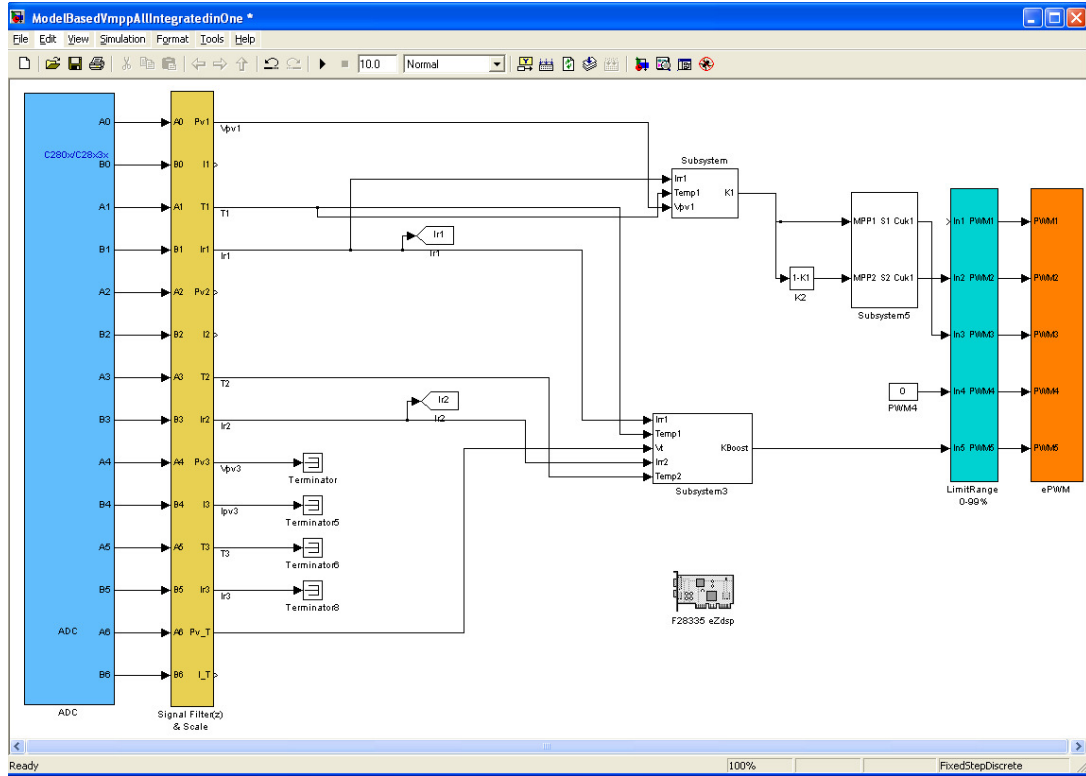 ModelBasedVmppAllIntegratedinOne *
File Edit View Simulation Format Tools Help
10.0 Normal
A0 A0 Pv1 Vpv1
C280x/C28x3x
B0 B0 I1
Subsystem
Irr1
Temp1 K1
Vpv1
A1 A1 T1 T1
B1 B1 Ir1 Ir1
Ir1
Ir1
MPP1 S1 Cuk1
MPP2 S2 Cuk1
Subsystem5
1-K1
K2
In1 PWM1 PWM1
In2 PWM2 PWM2
In3 PWM3 PWM3
In4 PWM4 PWM4
In5 PWM5 PWM5
LimitRange
0-99%
ePWM
0
PWM4
A2 A2 Pv2
B2 B2 I2
A3 A3 T2 T2
B3 B3 Ir2 Ir2
Ir2
Ir2
Irr1
Temp1
Vt KBoost
Irr2
Temp2
Subsystem3
A4 A4 Pv3 Vpv3
Terminator
B4 B4 I3 Ipv3
Terminator5
A5 A5 T3 T3
Terminator6
B5 B5 Ir3 Ir3
Terminator8
F28335 eZdsp
ADC A6 A6 Pv_T
B6 B6 I_T
ADC
Signal Filter(z)
& Scale
Ready 100% FixedStepDiscrete